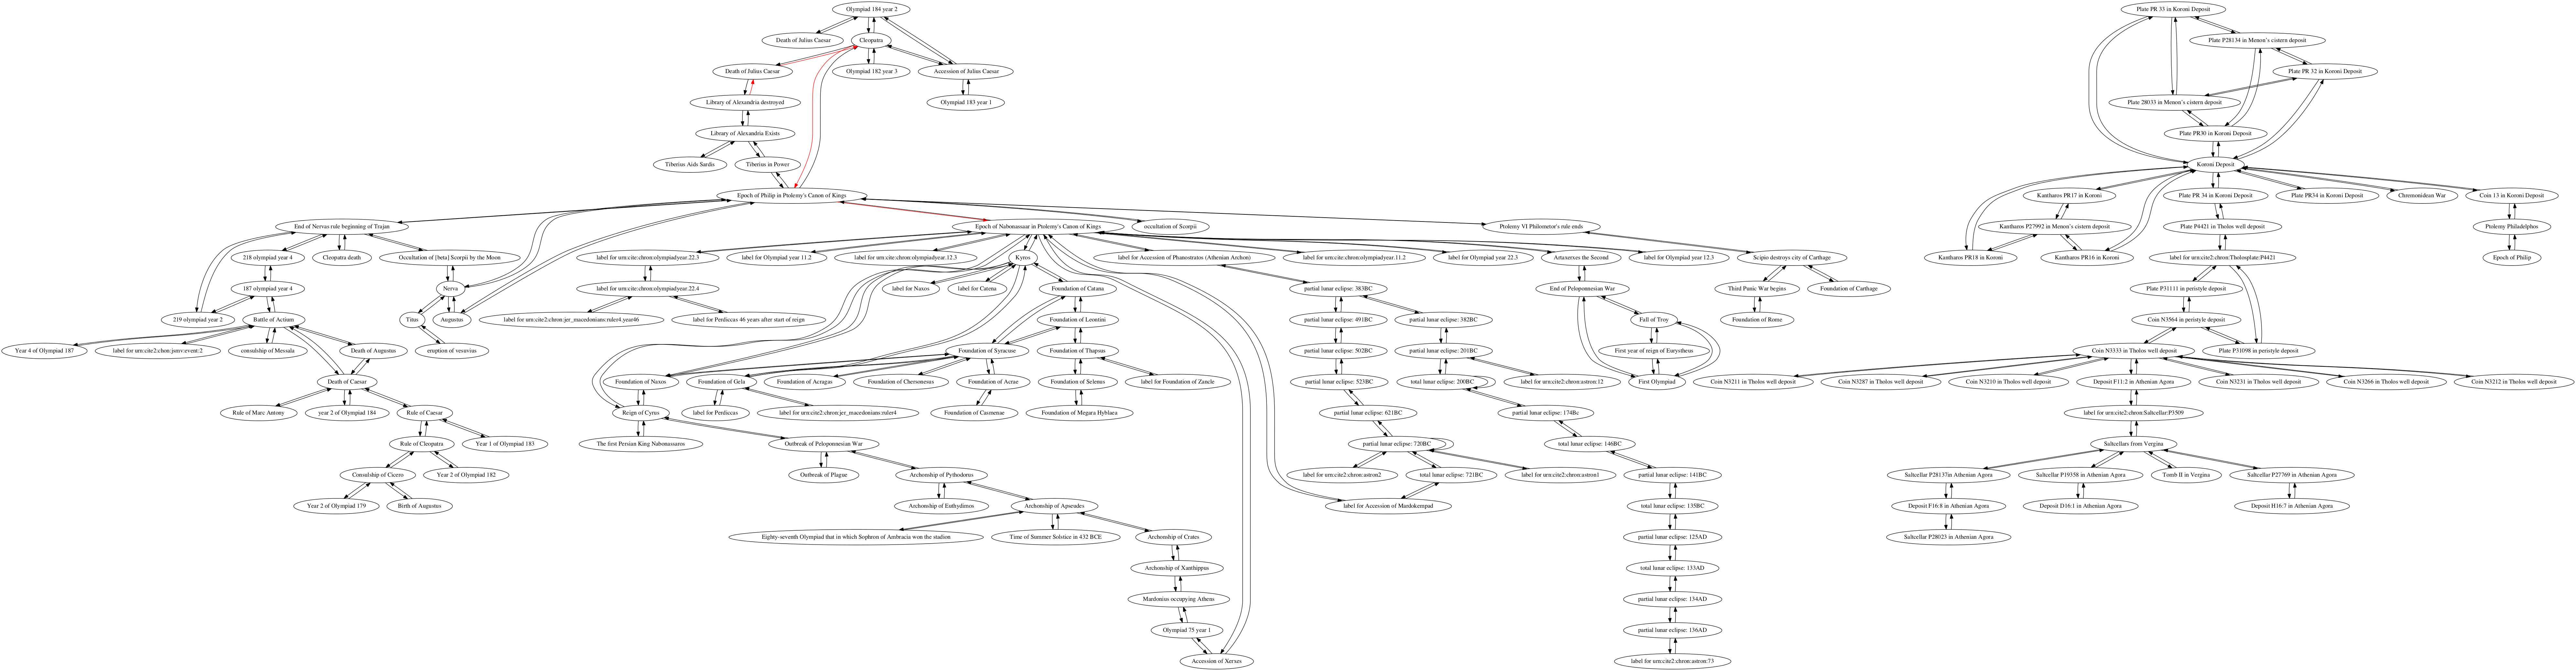 Olympiad 184 year 2
Plate PR 33 in Koroni Deposit
Death of Julius Caesar
Cleopatra
Plate P28134 in Menon's cistern deposit
Death of Julius Caesar
Olympiad 182 year 3
Accession of Julius Caesar
Plate PR 32 in Koroni Deposit
Library of Alexandria destroyed
Olympiad 183 year 1
Plate 28033 in Menon's cistern deposit
Library of Alexandria Exists
Plate PR30 in Koroni Deposit
Tiberius Aids Sardis
Tiberius in Power
Koroni Deposit
Epoch of Philip in Ptolemy's Canon of Kings
Kantharos PR17 in Koroni
Plate PR 34 in Koroni Deposit
Plate PR34 in Koroni Deposit
Chremonidean War
Coin 13 in Koroni Deposit
End of Nervas rule beginning of Trajan
Epoch of Nabonassuar in Ptolemy's Canon of Kings
occultation of Scorpii
Ptolemy VI Philometor's rule ends
Kantharos P27992 in Menon's cistern deposit
Plate P4421 in Tholos well deposit
Ptolemy Philadelphos
218 olympiad year 4
Cleopatra death
Occultation of [beta] Scorpii by the Moon
label for urn:cite:chron:olympiadyear.22.3
label for Olympiad year 11.2
label for urn:cite:chron:olympiadyear.12.3
Kyros
label for Accession of Phanostratos (Athenian Archon)
label for urn:cite:chron:olympiadyear.11.2
label for Olympiad year 22.3
Artaxerxes the Second
label for Olympiad year 12.3
Scipio destroys city of Carthage
Kantharos PR18 in Koroni
Kantharos PR16 in Koroni
label for urn:cite2:chron:Tholosplate:P4421
Epoch of Philip
187 olympiad year 4
Nerva
label for urn:cite:chron:olympiadyear.22.4
label for Naxos
label for Catena
Foundation of Catana
partial lunar eclipse: 383BC
End of Peloponnesian War
Third Punic War begins
Foundation of Carthage
Plate P31111 in peristyle deposit
219 olympiad year 2
Battle of Actium
Titus
Augustus
label for urn:cite2:chron:jer_macedonians:ruler4.year46
label for Perdiccas 46 years after start of reign
Foundation of Leontini
partial lunar eclipse: 491BC
partial lunar eclipse: 382BC
Fall of Troy
Foundation of Rome
Coin N3564 in peristyle deposit
Year 4 of Olympiad 187
label for urn:cite2:chon:jomv:event:2
consulship of Messala
Death of Augustus
eruption of vesuvius
Foundation of Syracuse
Foundation of Thapsus
partial lunar eclipse: 502BC
partial lunar eclipse: 201BC
First year of reign of Eurystheus
Coin N3333 in Tholos well deposit
Plate P31098 in peristyle deposit
Death of Caesar
Foundation of Naxos
Foundation of Gela
Foundation of Acragas
Foundation of Chersonesus
Foundation of Acrae
Foundation of Selenus
label for Foundation of Zancle
partial lunar eclipse: 523BC
total lunar eclipse: 200BC
label for urn:cite2:chron:astron:12
First Olympiad
Coin N3211 in Tholos well deposit
Coin N3287 in Tholos well deposit
Coin N3210 in Tholos well deposit
Deposit F11:2 in Athenian Agora
Coin N3231 in Tholos well deposit
Coin N3266 in Tholos well deposit
Coin N3212 in Tholos well deposit
Rule of Marc Antony
year 2 of Olympiad 184
Rule of Caesar
Reign of Cyrus
label for Perdiccas
label for urn:cite2:chron:jer_macedonians:ruler4
Foundation of Casmenae
Foundation of Megara Hyblaea
partial lunar eclipse: 621BC
partial lunar eclipse: 174Bc
label for urn:cite2:chron:Saltcellar:P3509
Rule of Cleopatra
Year 1 of Olympiad 183
The first Persian King Nabonassaros
Outbreak of Peloponnesian War
partial lunar eclipse: 720BC
total lunar eclipse: 146BC
Saltcellars from Vergina
Consulship of Cicero
Year 2 of Olympiad 182
Outbreak of Plague
Archonship of Pythodorus
label for urn:cite2:chron:astron2
total lunar eclipse: 721BC
label for urn:cite2:chron:astron1
partial lunar eclipse: 141BC
Saltcellar P28137in Athenian Agora
Saltcellar P19358 in Athenian Agora
Tomb II in Vergina
Saltcellar P27769 in Athenian Agora
Year 2 of Olympiad 179
Birth of Augustus
Archonship of Euthydimos
Archonship of Apseudes
label for Accession of Mardokempad
total lunar eclipse: 135BC
Deposit F16:8 in Athenian Agora
Deposit D16:1 in Athenian Agora
Deposit H16:7 in Athenian Agora
Eighty-seventh Olympiad that in which Sophron of Ambracia won the stadion
Time of Summer Solstice in 432 BCE
Archonship of Crates
partial lunar eclipse: 125AD
Saltcellar P28023 in Athenian Agora
Archonship of Xanthippus
total lunar eclipse: 133AD
Mardonius occupying Athens
partial lunar eclipse: 134AD
Olympiad 75 year 1
partial lunar eclipse: 136AD
Accession of Xerxes
label for urn:cite2:chron:astron:73